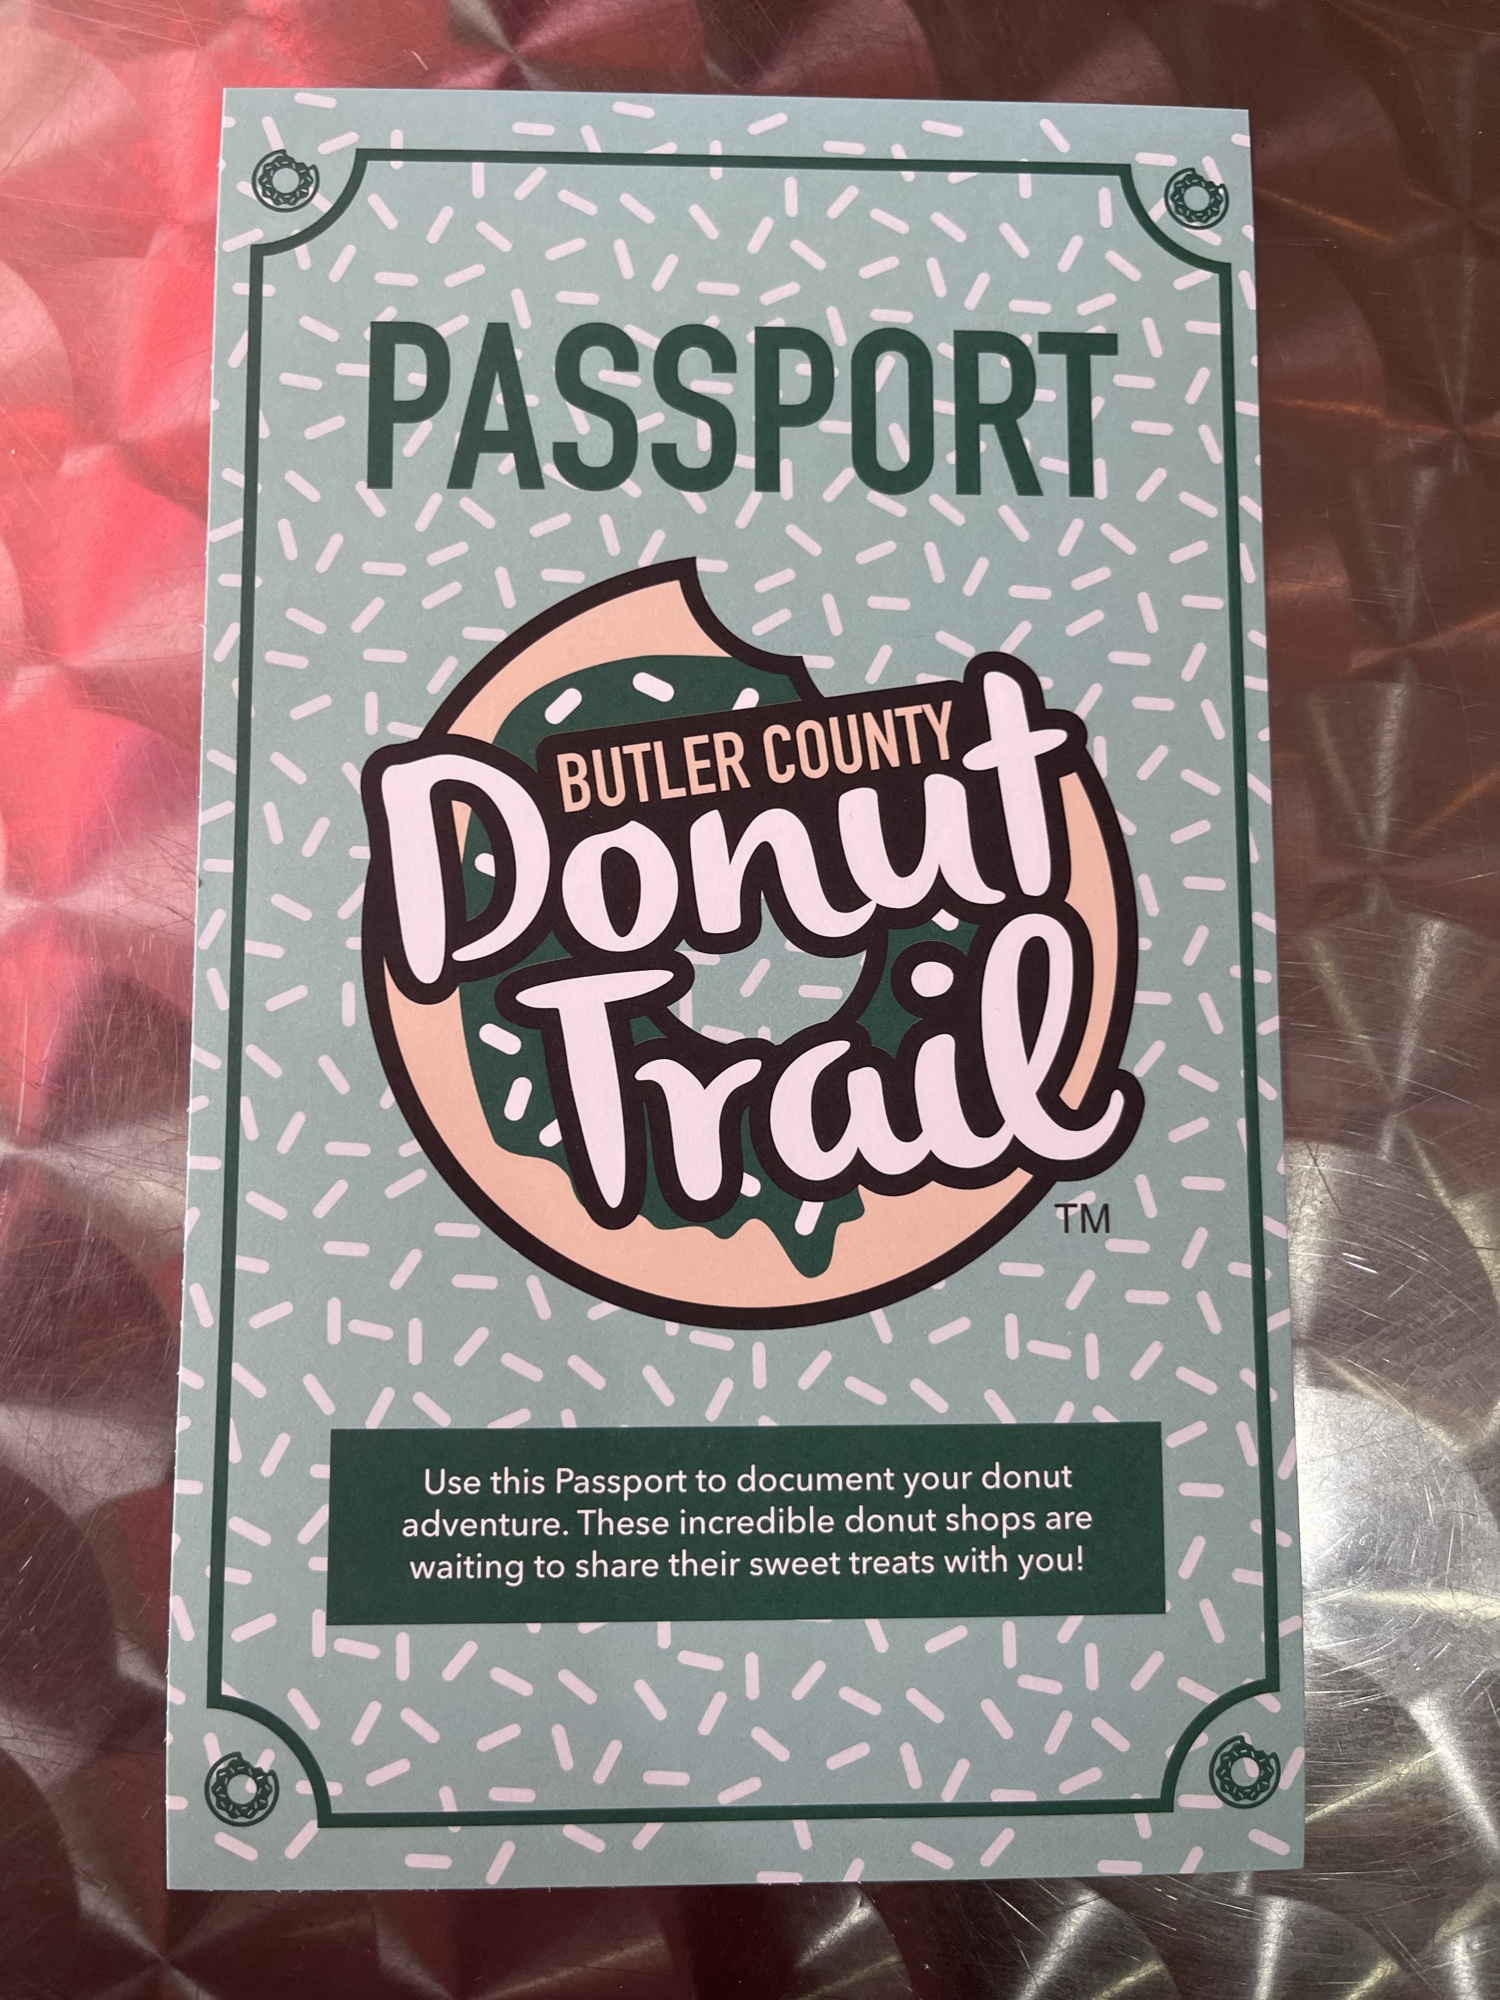 PASSPORT
BUTLER COUNTY
Donut
Trail
TM
Use this Passport to document your donut
adventure. These incredible donut shops are
waiting to share their sweet treats with you!